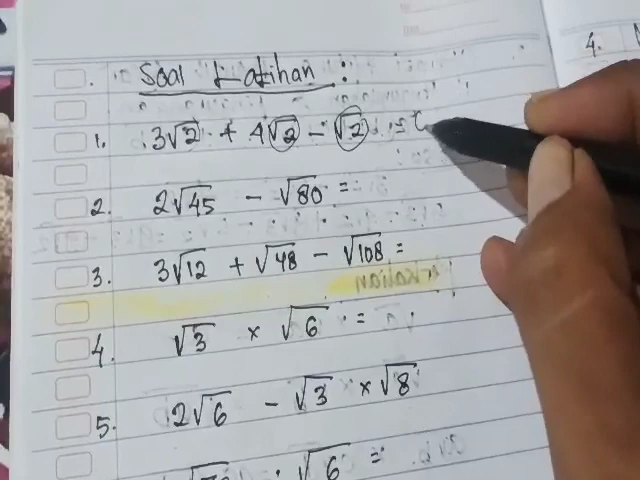 Soal Latihan :
1. 3√2 + 4√2 - √2 =
2. 2√45 - √80 =
3. 3√12 + √48 - √108 =
4. √3 × √6 =
5. 2√6 - √3 × √8
: √6 =
4.